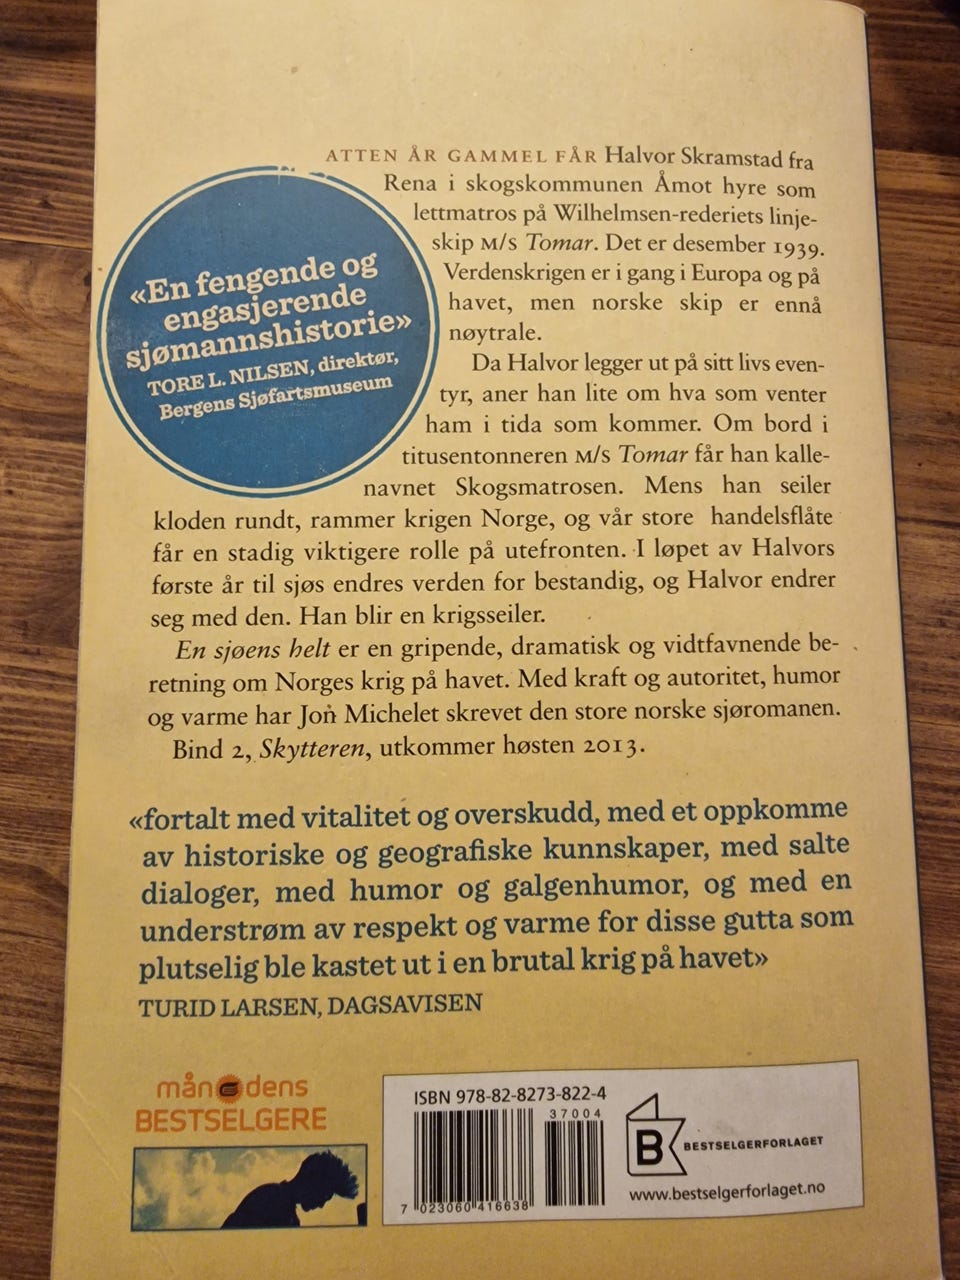 ATTEN ÅR GAMMEL FÅR Halvor Skramstad fra
Rena i skogskommunen Åmot hyre som
lettmatros på Wilhelmsen-rederiets linje-
skip M/S Tomar. Det er desember 1939.
Verdenskrigen er i gang i Europa og på
havet, men norske skip er ennå
nøytrale.
Da Halvor legger ut på sitt livs even-
tyr, aner han lite om hva som venter
ham i tida som kommer. Om bord i
titusentonneren M/S Tomar får han kalle-
navnet Skogsmatrosen. Mens han seiler
kloden rundt, rammer krigen Norge, og vår store handelsflåte
får en stadig viktigere rolle på utefronten. I løpet av Halvors
første år til sjøs endres verden for bestandig, og Halvor endrer
seg med den. Han blir en krigsseiler.
En sjøens helt er en gripende, dramatisk og vidtfavnende be-
retning om Norges krig på havet. Med kraft og autoritet, humor
og varme har Jon Michelet skrevet den store norske sjøromanen.
Bind 2, Skytteren, utkommer høsten 2013.
«En fengende og
engasjerende
sjømannshistorie»
TORE L. NILSEN, direktør,
Bergens Sjøfartsmuseum
«fortalt med vitalitet og overskudd, med et oppkomme
av historiske og geografiske kunnskaper, med salte
dialoger, med humor og galgenhumor, og med en
understrøm av respekt og varme for disse gutta som
plutselig ble kastet ut i en brutal krig på havet»
TURID LARSEN, DAGSAVISEN
månedens
BESTSELGERE
ISBN 978-82-8273-822-4
37004
7 023060 416638
B BESTSELGERFORLAGET
www.bestselgerforlaget.no